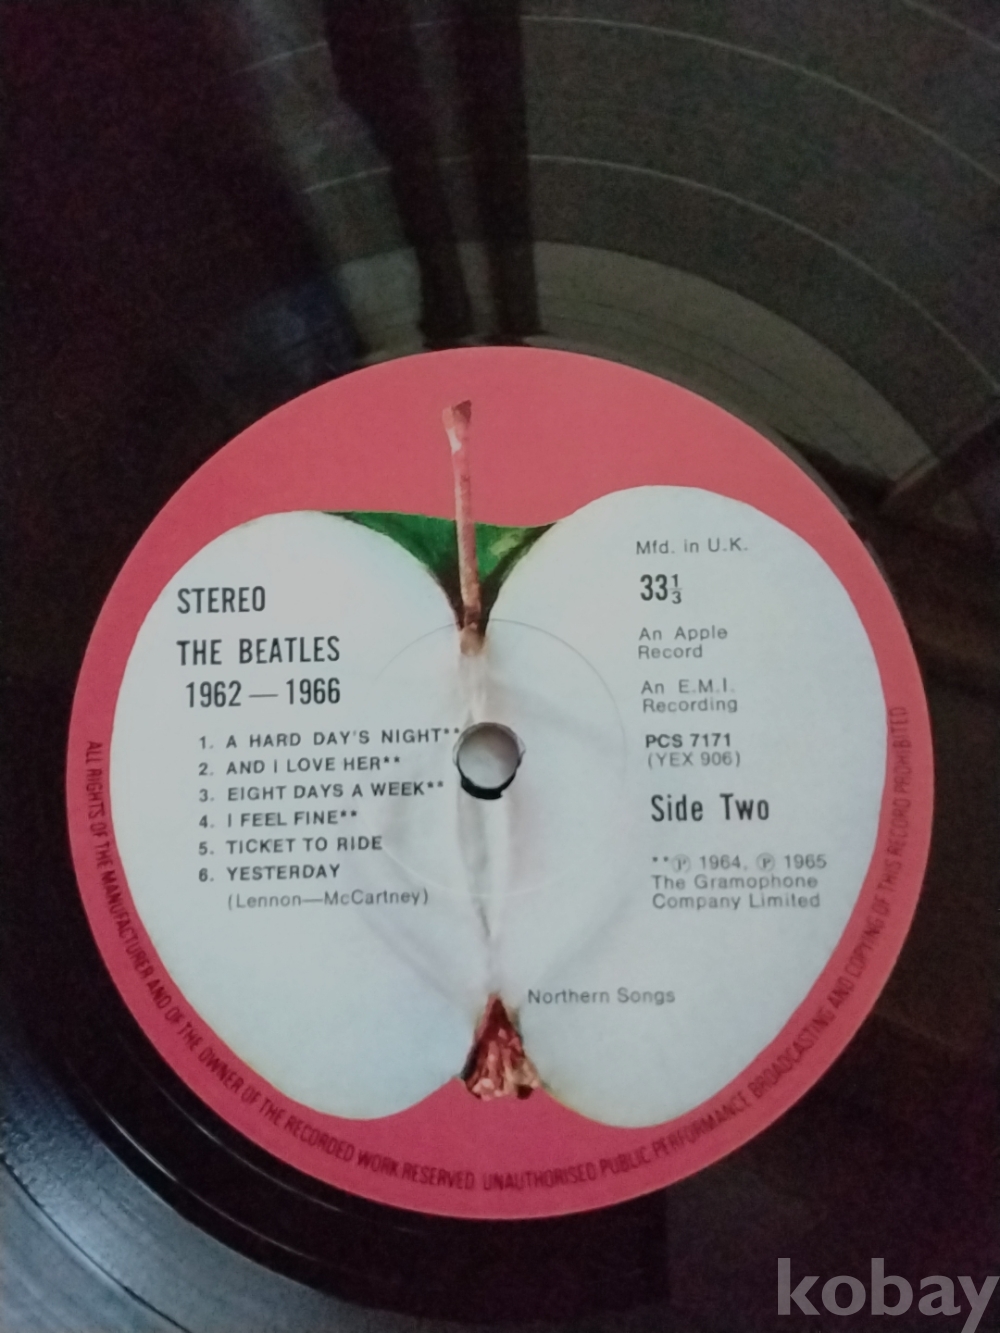 STEREO
THE BEATLES
1962 — 1966
1. A HARD DAY'S NIGHT**
2. AND I LOVE HER**
3. EIGHT DAYS A WEEK**
4. I FEEL FINE**
5. TICKET TO RIDE
6. YESTERDAY
(Lennon—McCartney)
Mfd. in U.K.
33⅓
An Apple
Record
An E.M.I.
Recording
PCS 7171
(YEX 906)
Side Two
**Ⓟ 1964, Ⓟ 1965
The Gramophone
Company Limited
Northern Songs
ALL RIGHTS OF THE MANUFACTURER AND OF THE OWNER OF THE RECORDED WORK RESERVED UNAUTHORISED PUBLIC PERFORMANCE BROADCASTING AND COPYING OF THIS RECORD PROHIBITED
kobay